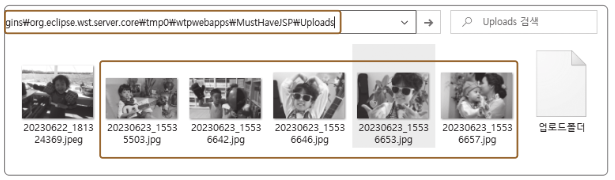 gins₩org.eclipse.wst.server.core₩tmp0₩wtpwebapps₩MustHaveJSP₩Uploads
Uploads 검색
20230622_1813
24369.jpeg
20230623_1553
5503.jpg
20230623_1553
6642.jpg
20230623_1553
6646.jpg
20230623_1553
6653.jpg
20230623_1553
6657.jpg
업로드폴더